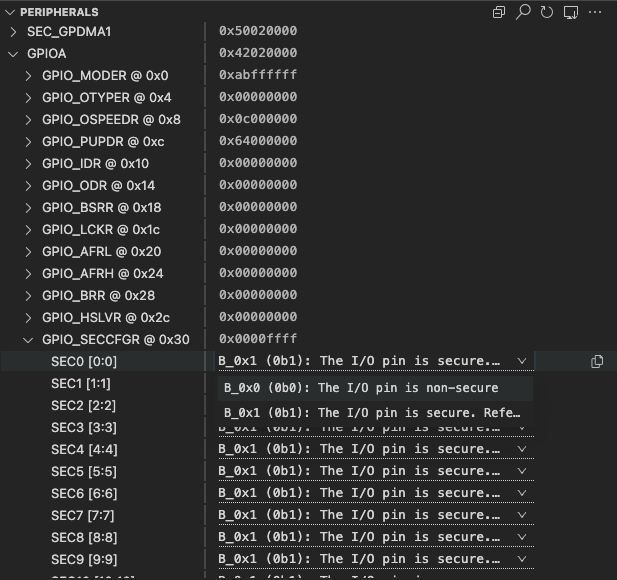 PERIPHERALS
SEC_GPDMA1 0x50020000
GPIOA 0x42020000
GPIO_MODER @ 0x0 0xabffffff
GPIO_OTYPER @ 0x4 0x00000000
GPIO_OSPEEDR @ 0x8 0x0c000000
GPIO_PUPDR @ 0xc 0x64000000
GPIO_IDR @ 0x10 0x00000000
GPIO_ODR @ 0x14 0x00000000
GPIO_BSRR @ 0x18 0x00000000
GPIO_LCKR @ 0x1c 0x00000000
GPIO_AFRL @ 0x20 0x00000000
GPIO_AFRH @ 0x24 0x00000000
GPIO_BRR @ 0x28 0x00000000
GPIO_HSLVR @ 0x2c 0x00000000
GPIO_SECCFGR @ 0x30 0x0000ffff
SEC0 [0:0] B_0x1 (0b1): The I/O pin is secure.…
SEC1 [1:1] B_0x0 (0b0): The I/O pin is non-secure
SEC2 [2:2] B_0x1 (0b1): The I/O pin is secure. Refe…
SEC3 [3:3] B_0x1 (0b1): The I/O pin is secure.…
SEC4 [4:4] B_0x1 (0b1): The I/O pin is secure.…
SEC5 [5:5] B_0x1 (0b1): The I/O pin is secure.…
SEC6 [6:6] B_0x1 (0b1): The I/O pin is secure.…
SEC7 [7:7] B_0x1 (0b1): The I/O pin is secure.…
SEC8 [8:8] B_0x1 (0b1): The I/O pin is secure.…
SEC9 [9:9] B_0x1 (0b1): The I/O pin is secure.…